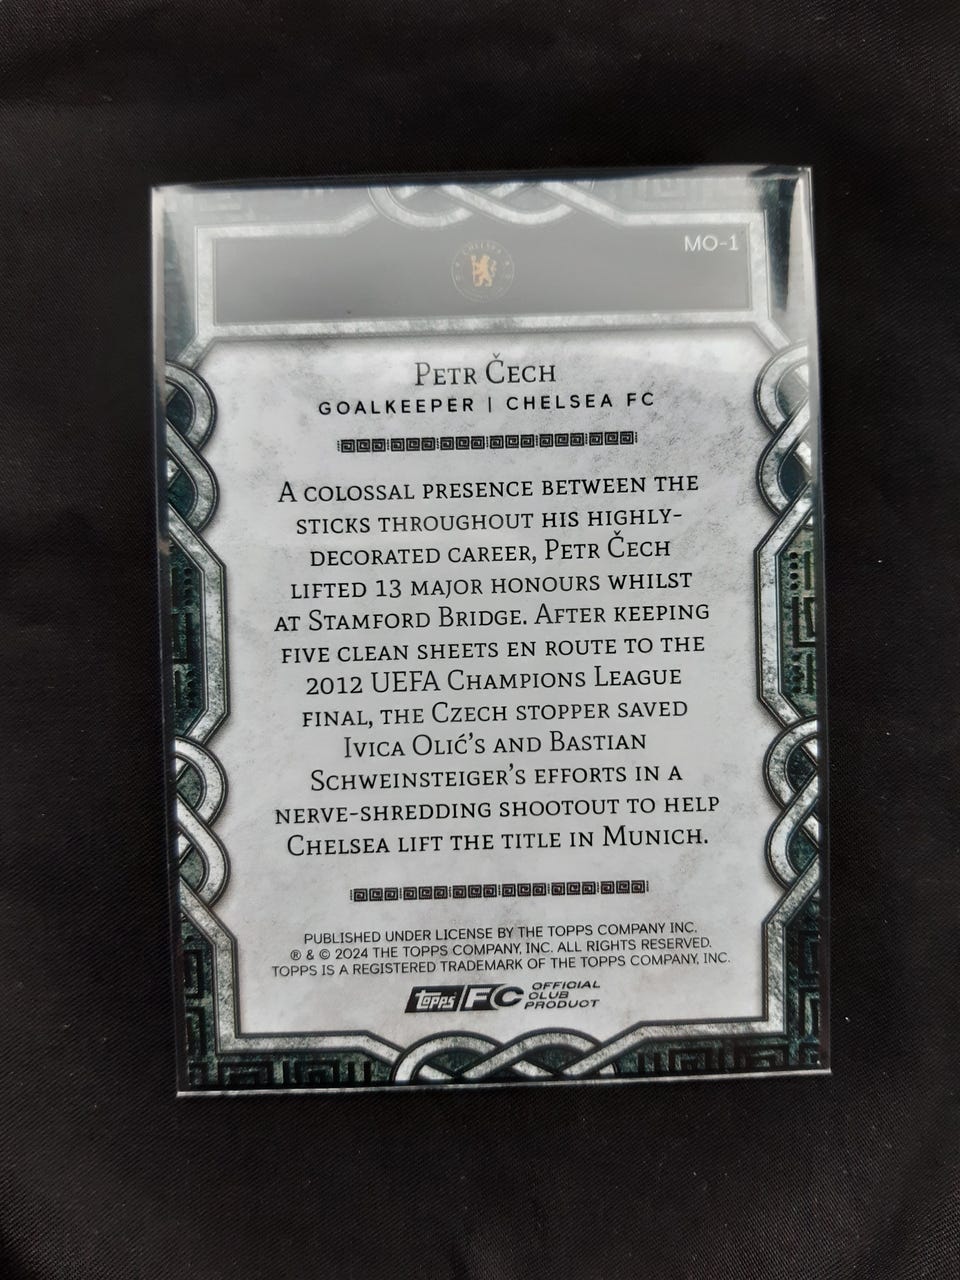 MO-1
CHELSEA
Petr Čech
GOALKEEPER | CHELSEA FC
A COLOSSAL PRESENCE BETWEEN THE
STICKS THROUGHOUT HIS HIGHLY-
DECORATED CAREER, PETR ČECH
LIFTED 13 MAJOR HONOURS WHILST
AT STAMFORD BRIDGE. AFTER KEEPING
FIVE CLEAN SHEETS EN ROUTE TO THE
2012 UEFA CHAMPIONS LEAGUE
FINAL, THE CZECH STOPPER SAVED
IVICA OLIĆ'S AND BASTIAN
SCHWEINSTEIGER'S EFFORTS IN A
NERVE-SHREDDING SHOOTOUT TO HELP
CHELSEA LIFT THE TITLE IN MUNICH.
PUBLISHED UNDER LICENSE BY THE TOPPS COMPANY INC.
® & © 2024 THE TOPPS COMPANY, INC. ALL RIGHTS RESERVED.
TOPPS IS A REGISTERED TRADEMARK OF THE TOPPS COMPANY, INC.
Topps FC OFFICIAL
CLUB
PRODUCT